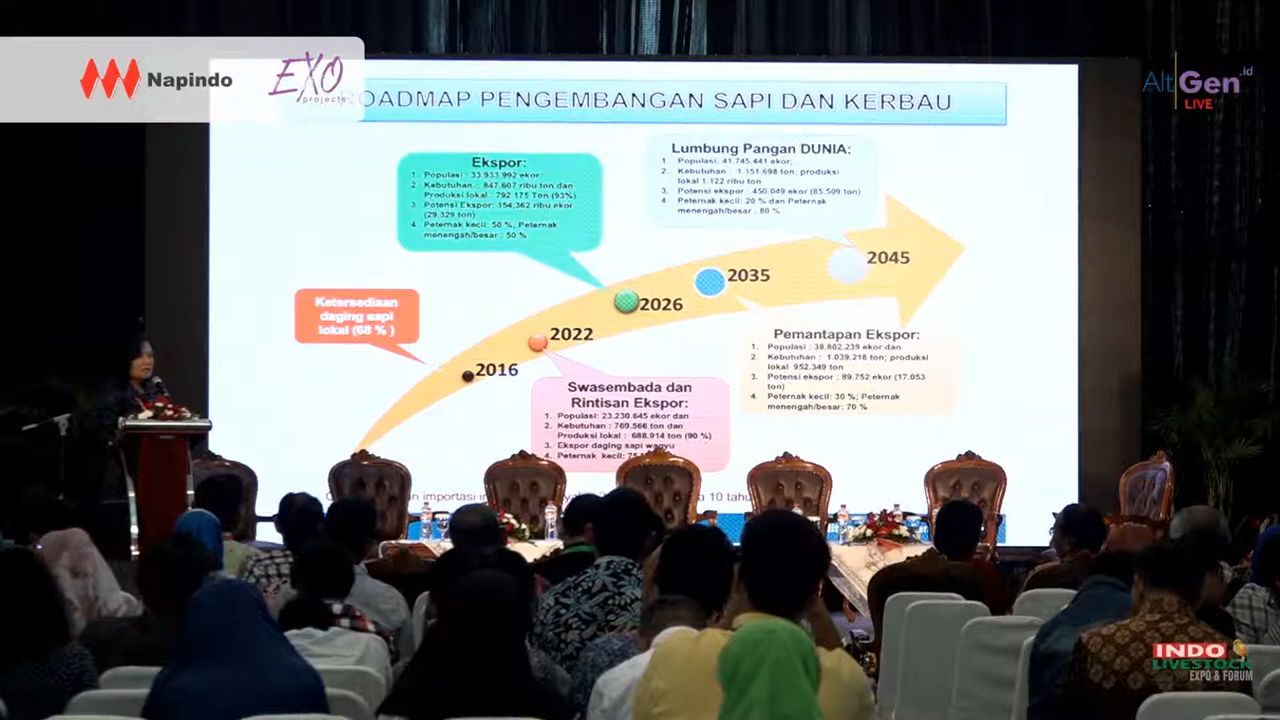 Napindo
EXO
projects
AltGen.id
LIVE
ROADMAP PENGEMBANGAN SAPI DAN KERBAU
Lumbung Pangan DUNIA:
1. Populasi: 41.745.441 ekor;
2. Kebutuhan : 1.151.698 ton; produksi
lokal 1.122 ribu ton
3. Potensi ekspor : 450.049 ekor (85.509 ton)
4. Peternak kecil: 20 % dan Peternak
menengah/besar : 80 %
Ekspor:
1. Populasi : 33.933.992 ekor
2. Kebutuhan : 847.607 ribu ton dan
Produksi lokal : 792.175 Ton (93%)
3. Potensi Ekspor: 154,362 ribu ekor
(29.329 ton)
4. Peternak kecil: 50 %; Peternak
menengah/besar : 50 %
2045
2035
2026
2022
2016
Ketersediaan
daging sapi
lokal (68 % )
Pemantapan Ekspor:
1. Populasi : 38.802.239 ekor dan
2. Kebutuhan : 1.039.218 ton; produksi
lokal 952.349 ton
3. Potensi ekspor : 89.752 ekor (17.053
ton)
4. Peternak kecil: 30 %; Peternak
menengah/besar: 70 %
Swasembada dan
Rintisan Ekspor:
1. Populasi: 23.230.645 ekor dan
2. Kebutuhan : 769.566 ton dan
Produksi lokal : 688.914 ton (90 %)
3. Ekspor daging sapi wagyu
4. Peternak kecil:
importasi
10
INDO
LIVESTOCK
EXPO & FORUM